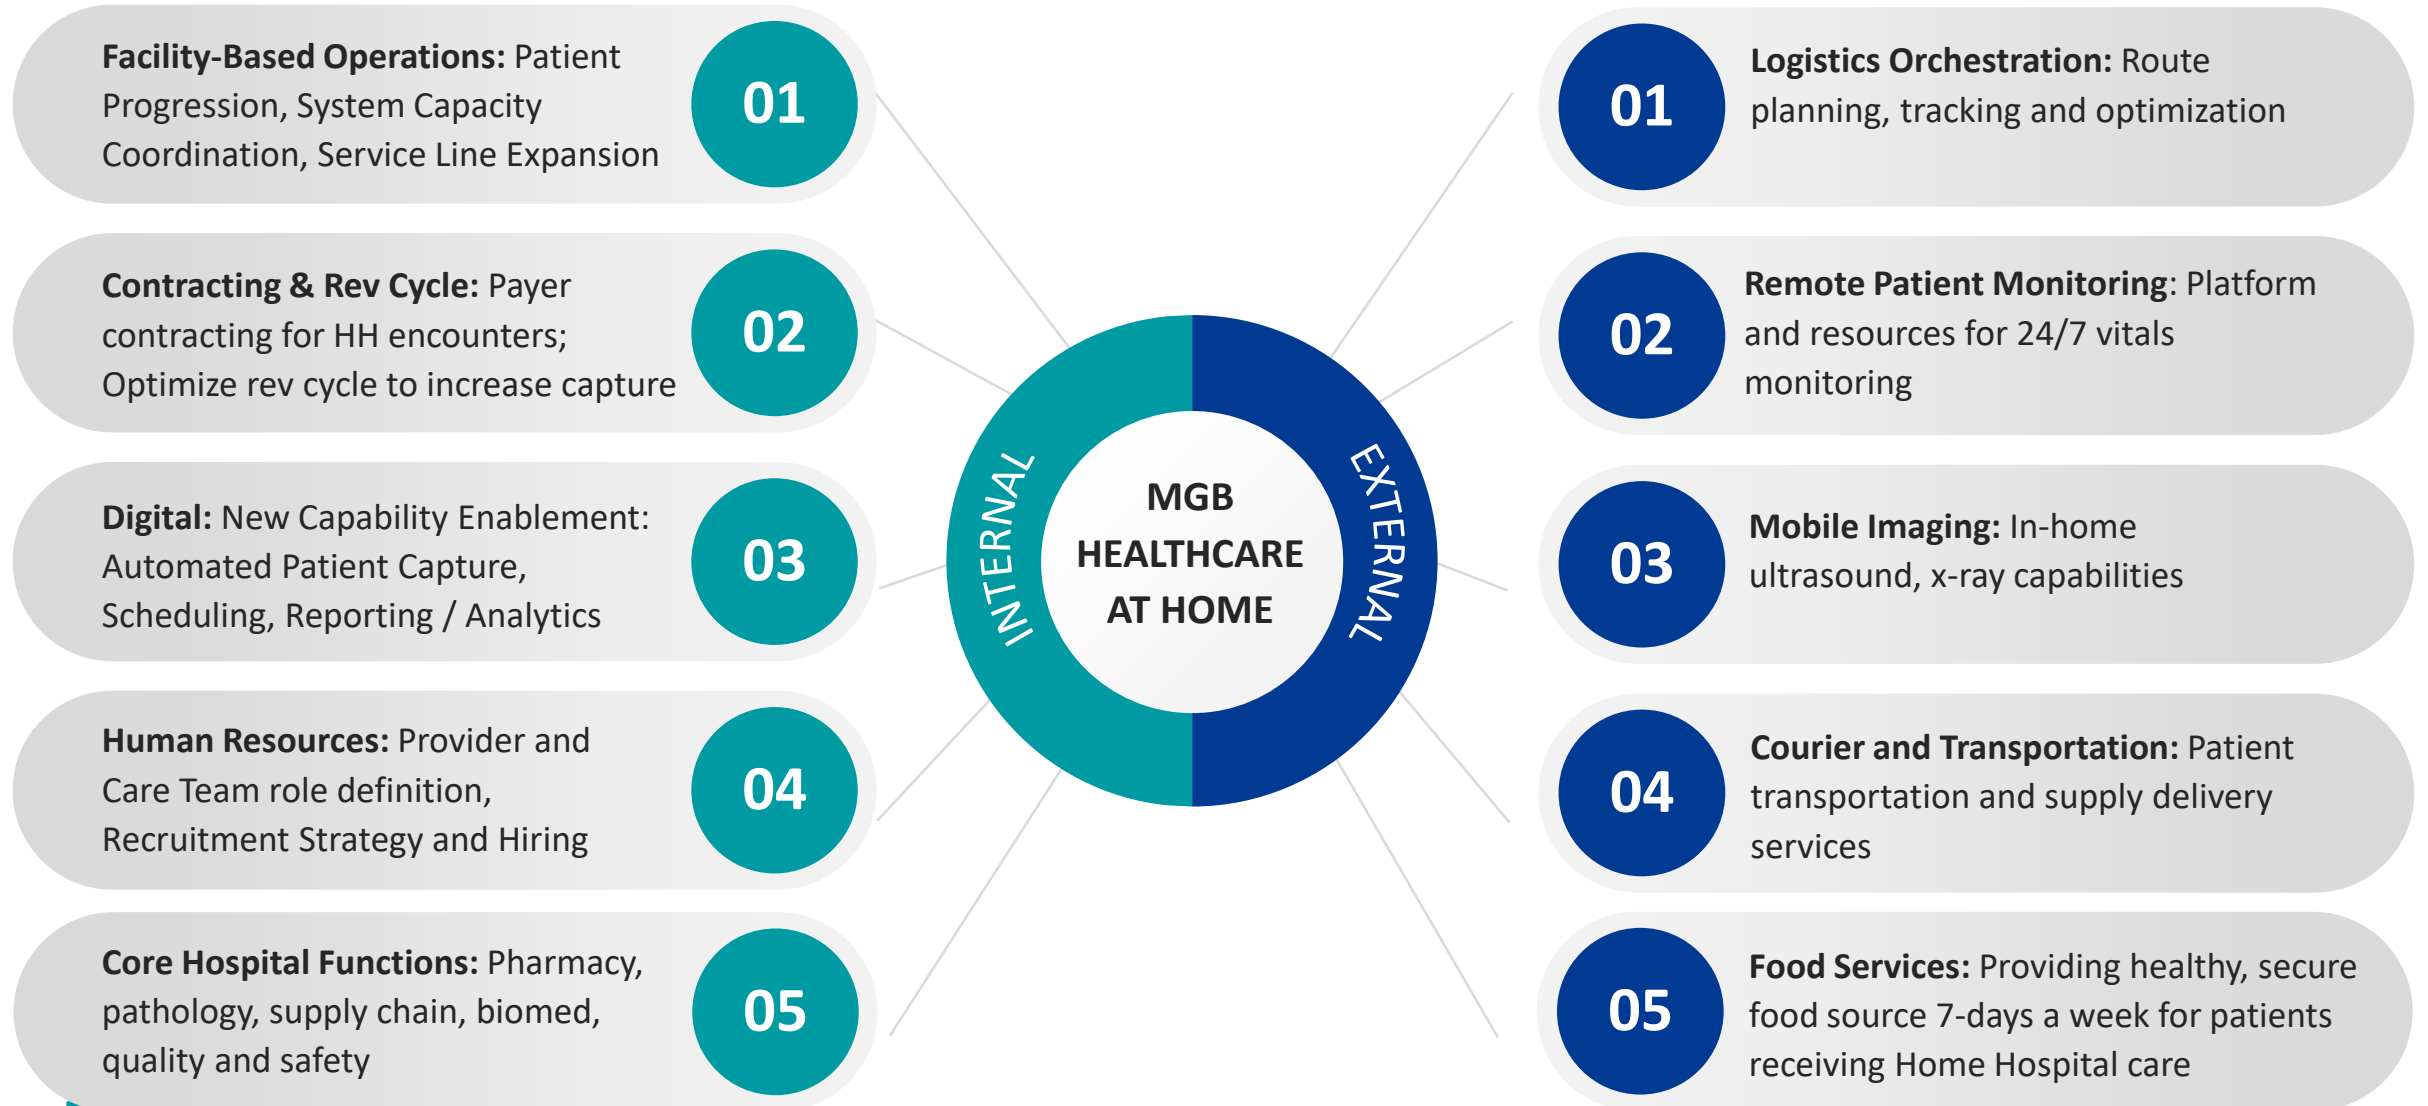 Facility-Based Operations: Patient
Progression, System Capacity
Coordination, Service Line Expansion
01
Contracting & Rev Cycle: Payer
contracting for HH encounters;
Optimize rev cycle to increase capture
02
Digital: New Capability Enablement:
Automated Patient Capture,
Scheduling, Reporting / Analytics
03
Human Resources: Provider and
Care Team role definition,
Recruitment Strategy and Hiring
04
Core Hospital Functions: Pharmacy,
pathology, supply chain, biomed,
quality and safety
05
INTERNAL
MGB
HEALTHCARE
AT HOME
EXTERNAL
01
Logistics Orchestration: Route
planning, tracking and optimization
02
Remote Patient Monitoring: Platform
and resources for 24/7 vitals
monitoring
03
Mobile Imaging: In-home
ultrasound, x-ray capabilities
04
Courier and Transportation: Patient
transportation and supply delivery
services
05
Food Services: Providing healthy, secure
food source 7-days a week for patients
receiving Home Hospital care